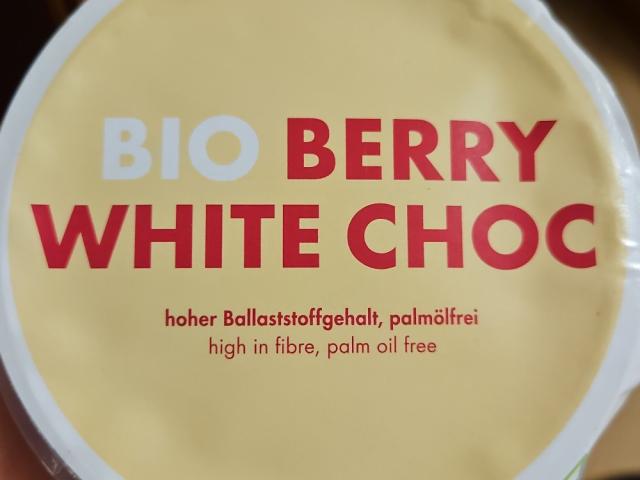 BIO BERRY
WHITE CHOC
hoher Ballaststoffgehalt, palmölfrei
high in fibre, palm oil free